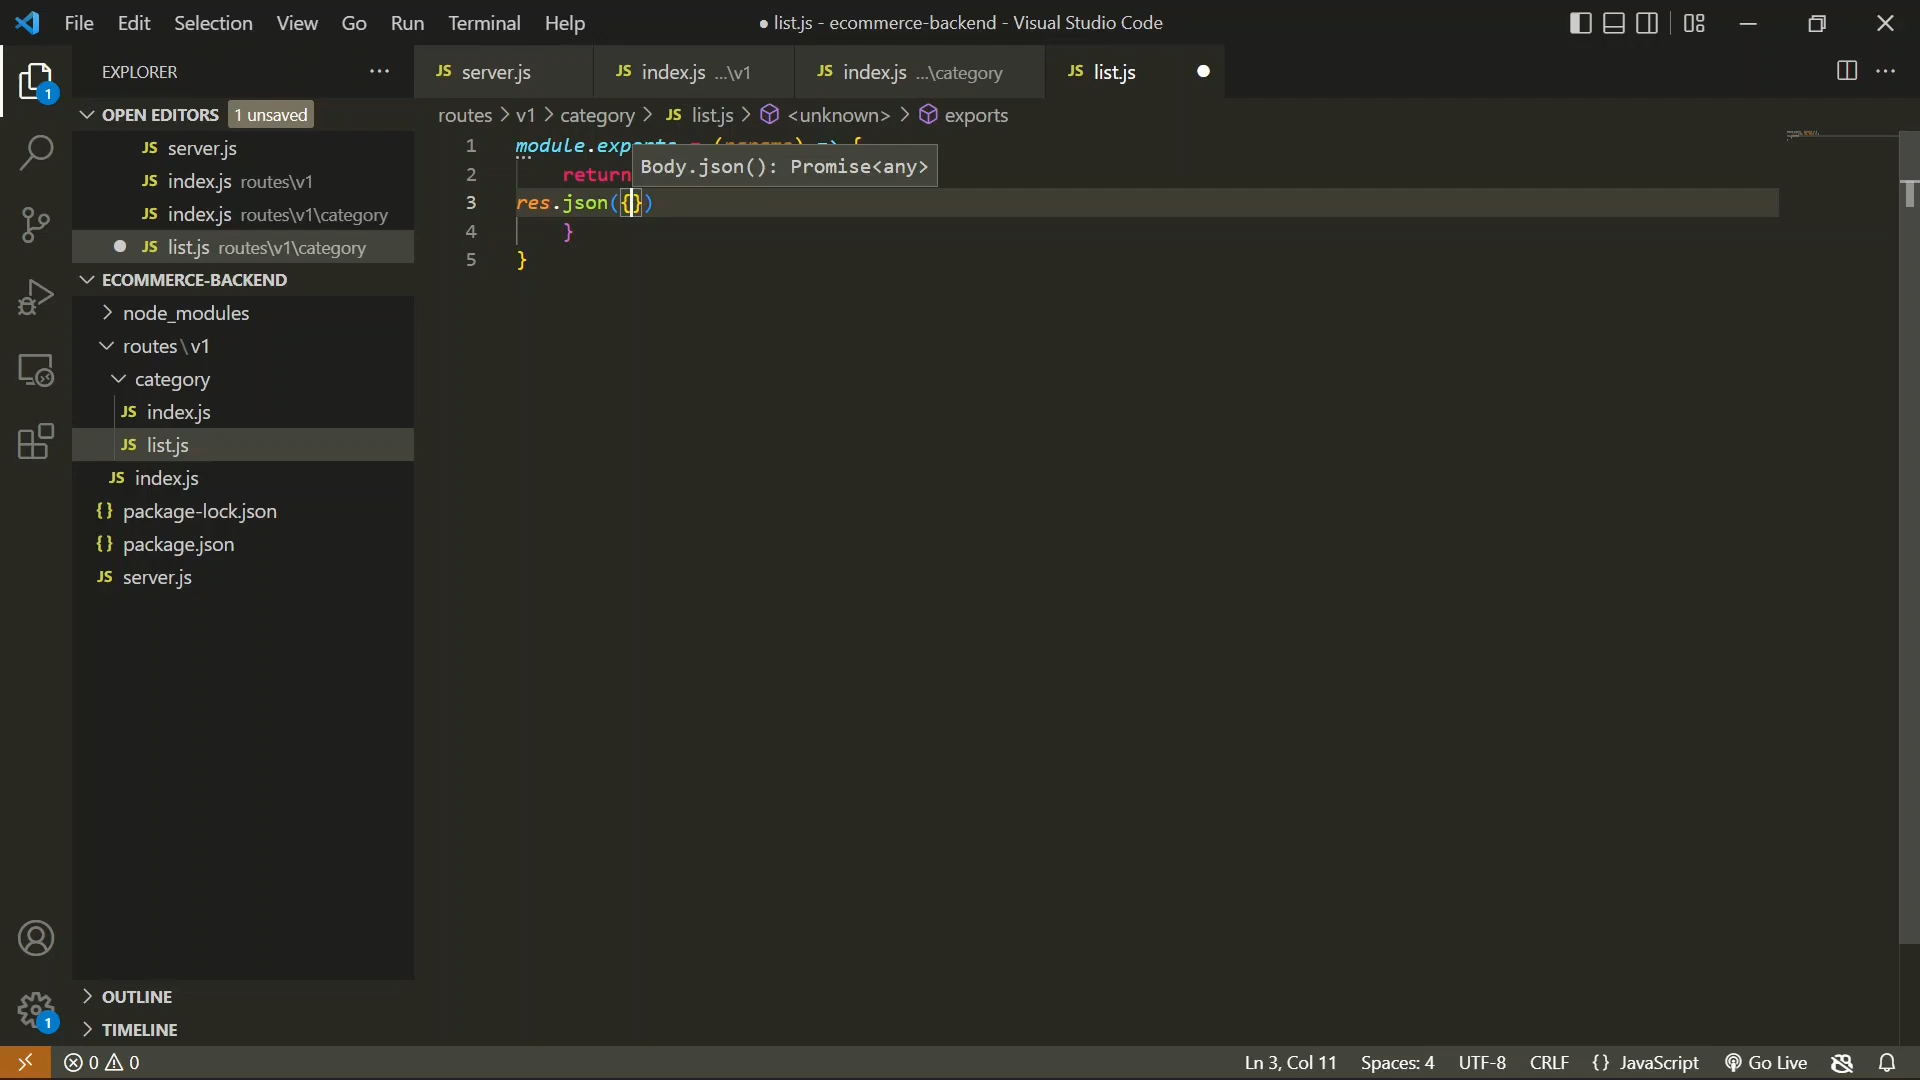 File Edit Selection View Go Run Terminal Help
● list.js - ecommerce-backend - Visual Studio Code
EXPLORER
JS server.js
JS index.js ...\v1
JS index.js ...\category
JS list.js
1
OPEN EDITORS 1 unsaved
JS server.js
JS index.js routes\v1
JS index.js routes\v1\category
JS list.js routes\v1\category
ECOMMERCE-BACKEND
node_modules
routes\v1
category
JS index.js
JS list.js
JS index.js
{} package-lock.json
{} package.json
JS server.js
OUTLINE
1
TIMELINE
routes > v1 > category > JS list.js > <unknown> > exports
1 module.exports = {
Body.json(): Promise<any>
2 return
3 res.json({})
4 }
5 }
0 0
Ln 3, Col 11 Spaces: 4 UTF-8 CRLF {} JavaScript Go Live